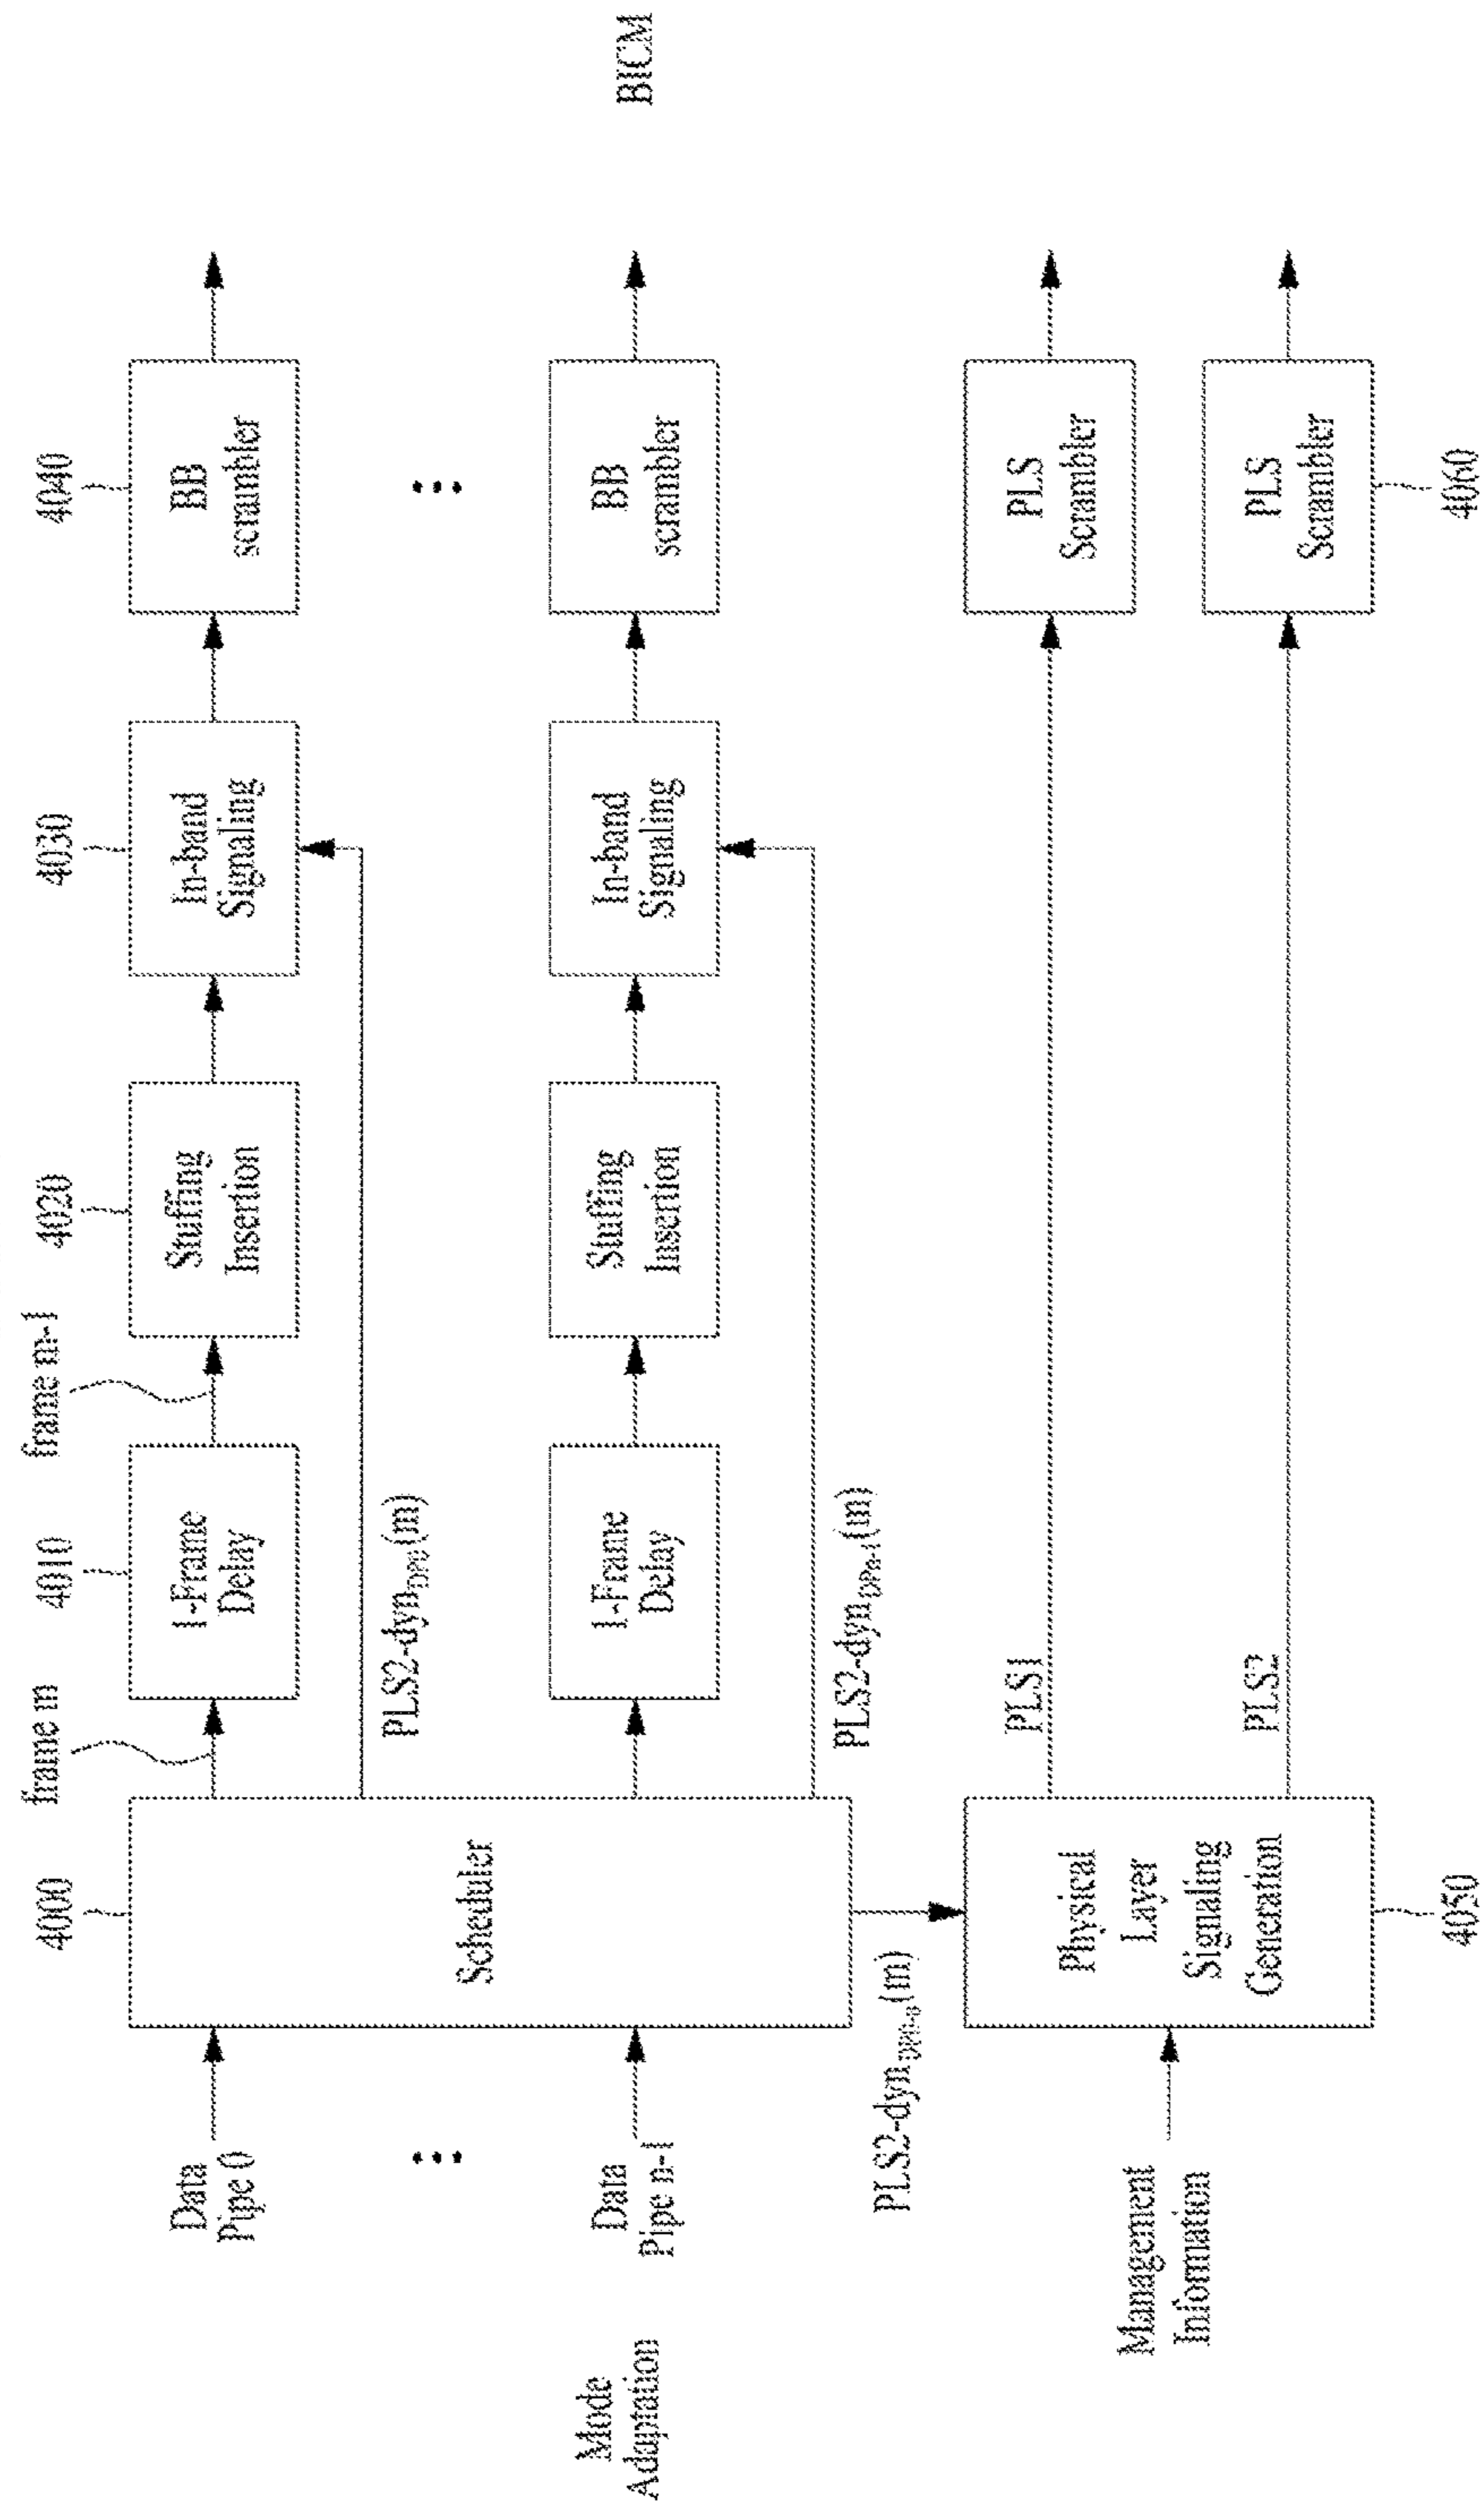 4000
frame m
4010
frame m-1
4020
4030
4040
Data
Pipe 0
Scheduler
1-Frame
Delay
Stuffing
Insertion
In-band
Signaling
BB
scrambler
PLS2-dyn DP0 (m)
Mode
Adaptation
Data
Pipe n-1
1-Frame
Delay
Stuffing
Insertion
In-band
Signaling
BB
scrambler
BICM
PLS2-dyn DPn-1 (m)
PLS2-dyn (m)
Management
Information
Physical
Layer
Signaling
Generation
PLS1
PLS
Scrambler
PLS2
PLS
Scrambler
4050
4060